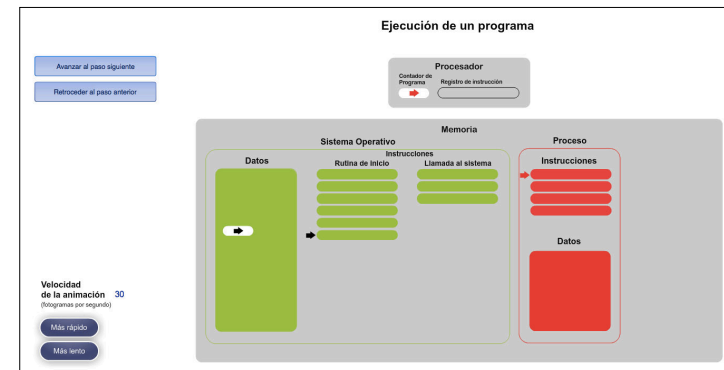 Ejecución de un programa
Avanzar al paso siguiente
Retroceder al paso anterior
Procesador
Contador de
Programa
Registro de instrucción
Memoria
Sistema Operativo
Proceso
Instrucciones
Datos
Rutina de inicio
Llamada al sistema
Instrucciones
Datos
Velocidad
de la animación 30
(fotogramas por segundo)
Más rápido
Más lento